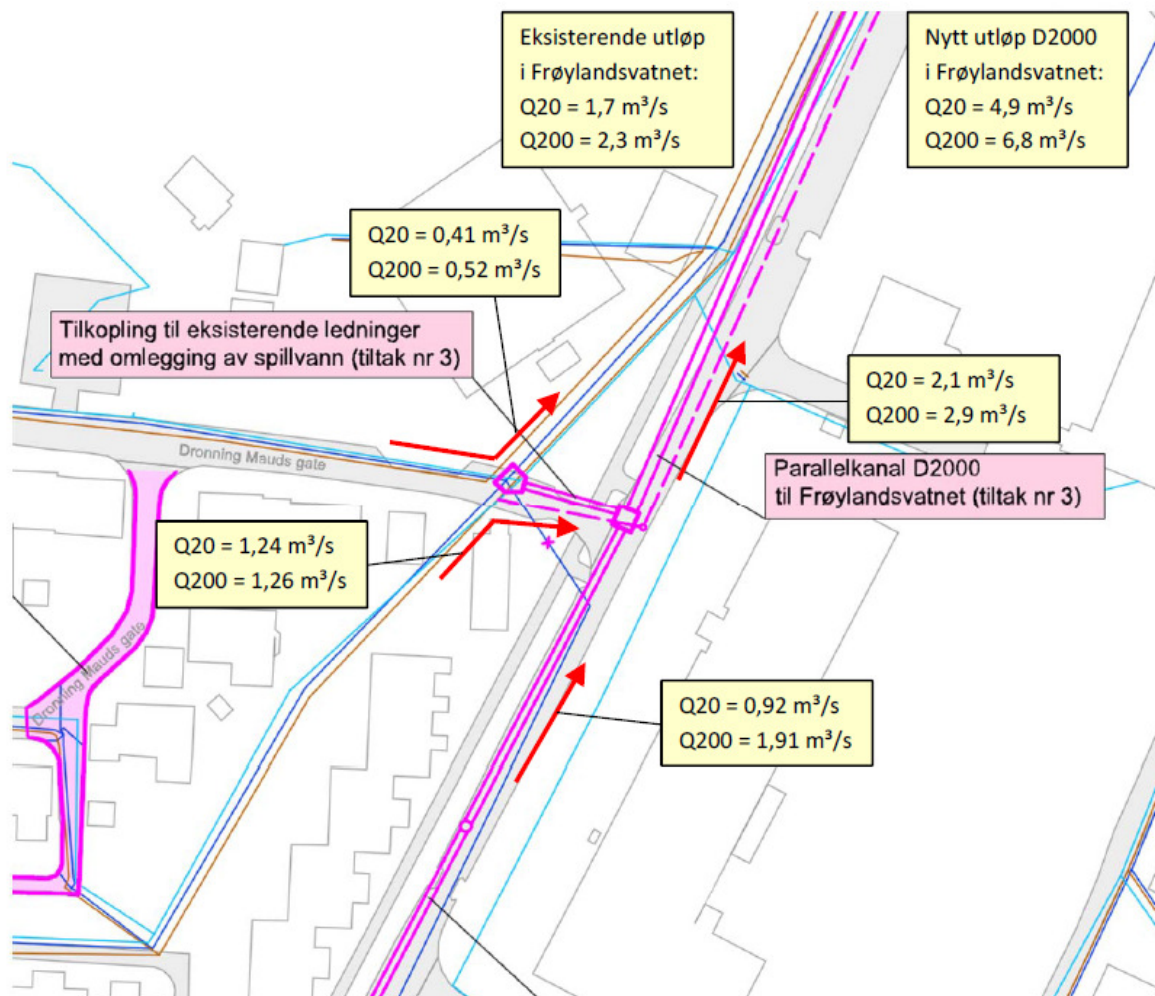 Eksisterende utløp
i Frøylandsvatnet:
Q20 = 1,7 m³/s
Q200 = 2,3 m³/s
Nytt utløp D2000
i Frøylandsvatnet:
Q20 = 4,9 m³/s
Q200 = 6,8 m³/s
Q20 = 0,41 m³/s
Q200 = 0,52 m³/s
Tilkopling til eksisterende ledninger
med omlegging av spillvann (tiltak nr 3)
Q20 = 2,1 m³/s
Q200 = 2,9 m³/s
Dronning Mauds gate
Parallelkanal D2000
til Frøylandsvatnet (tiltak nr 3)
Q20 = 1,24 m³/s
Q200 = 1,26 m³/s
Dronning Mauds gate
Q20 = 0,92 m³/s
Q200 = 1,91 m³/s